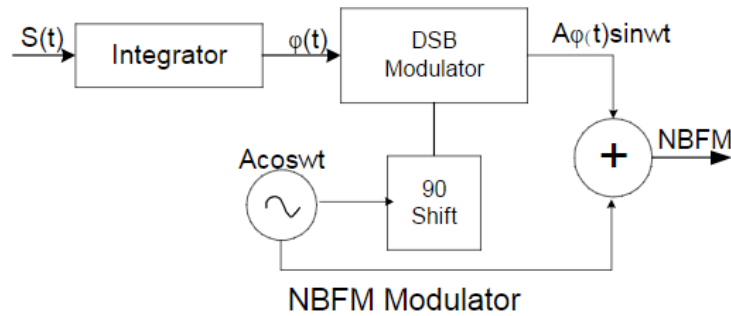 S(t)
Integrator
φ(t)
DSB
Modulator
Aφ(t)sinwt
NBFM
+
Acoswt
90
Shift
NBFM Modulator